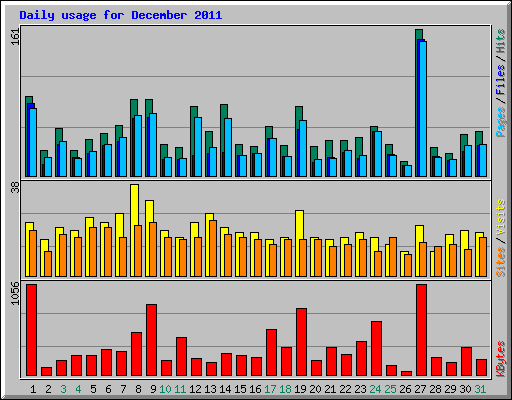 Daily usage for December 2011
161
Pages / Files / Hits
38
Sites / Visits
1056
KBytes
1 2 3 4 5 6 7 8 9 10 11 12 13 14 15 16 17 18 19 20 21 22 23 24 25 26 27 28 29 30 31